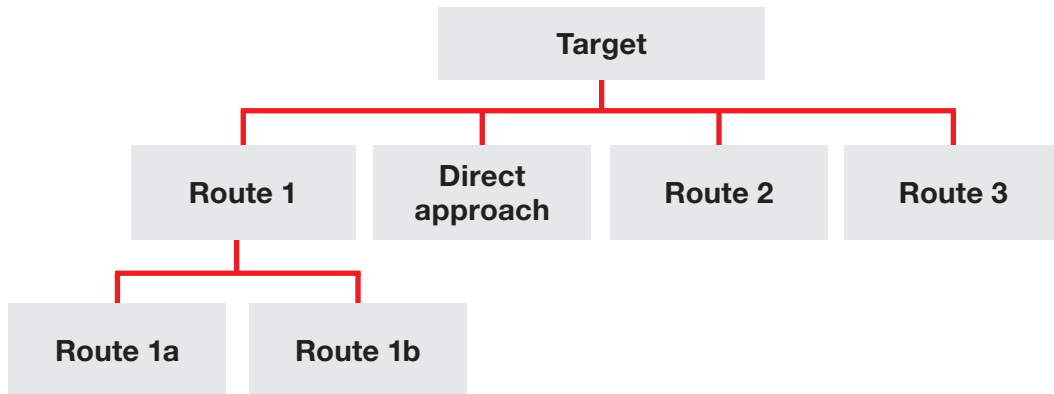 Target
Route 1
Direct
approach
Route 2
Route 3
Route 1a
Route 1b